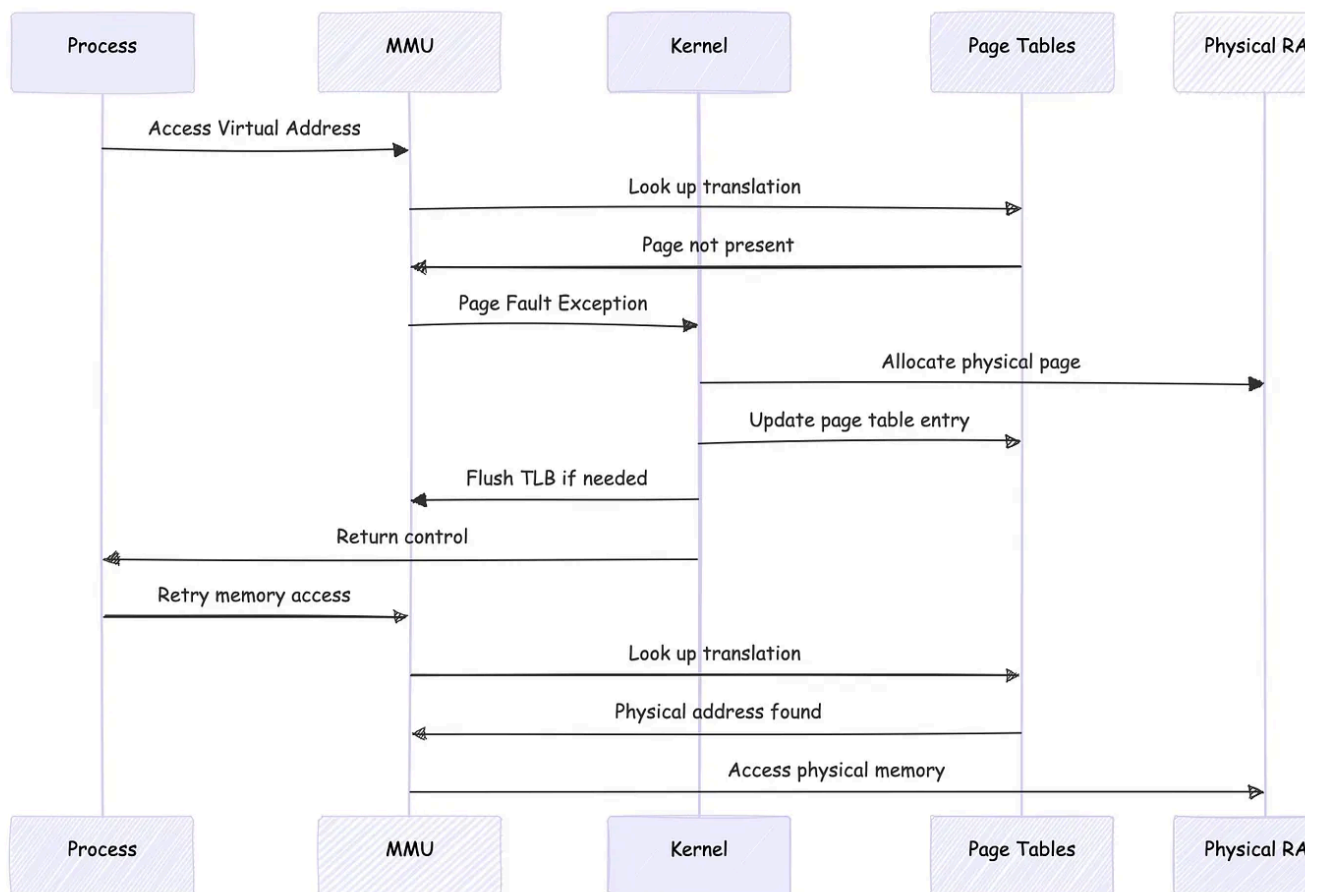 Process
MMU
Kernel
Page Tables
Physical RA
Access Virtual Address
Look up translation
Page not present
Page Fault Exception
Allocate physical page
Update page table entry
Flush TLB if needed
Return control
Retry memory access
Look up translation
Physical address found
Access physical memory
Process
MMU
Kernel
Page Tables
Physical RA